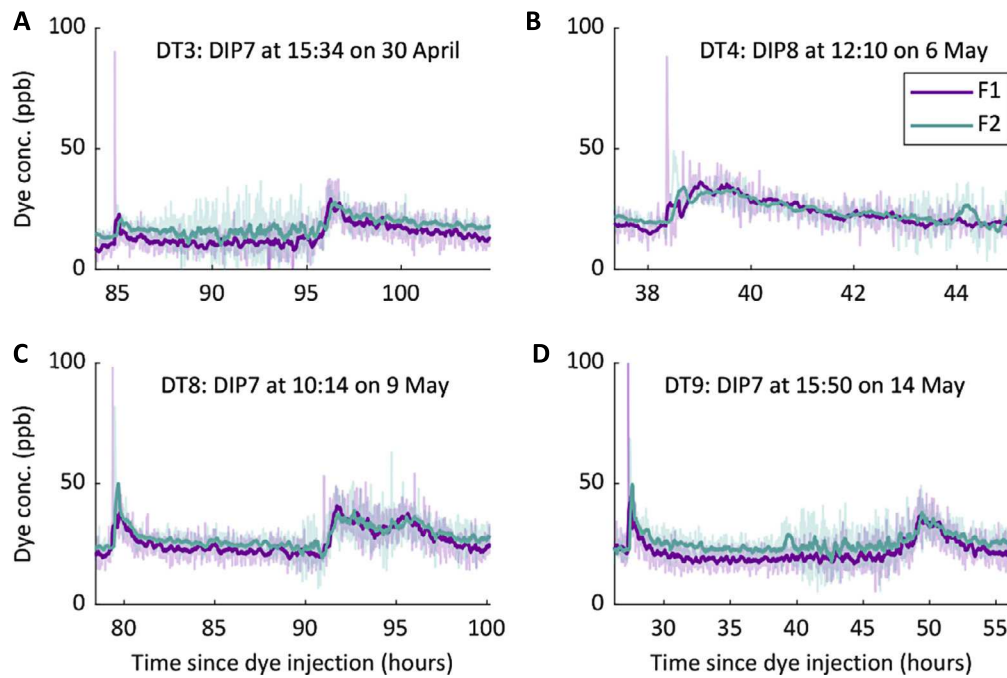 A
DT3: DIP7 at 15:34 on 30 April
Dye conc. (ppb)
100
50
0
85 90 95 100
B
DT4: DIP8 at 12:10 on 6 May
F1
F2
100
50
0
38 40 42 44
C
DT8: DIP7 at 10:14 on 9 May
Dye conc. (ppb)
100
50
0
80 85 90 95 100
Time since dye injection (hours)
D
DT9: DIP7 at 15:50 on 14 May
100
50
0
30 35 40 45 50 55
Time since dye injection (hours)